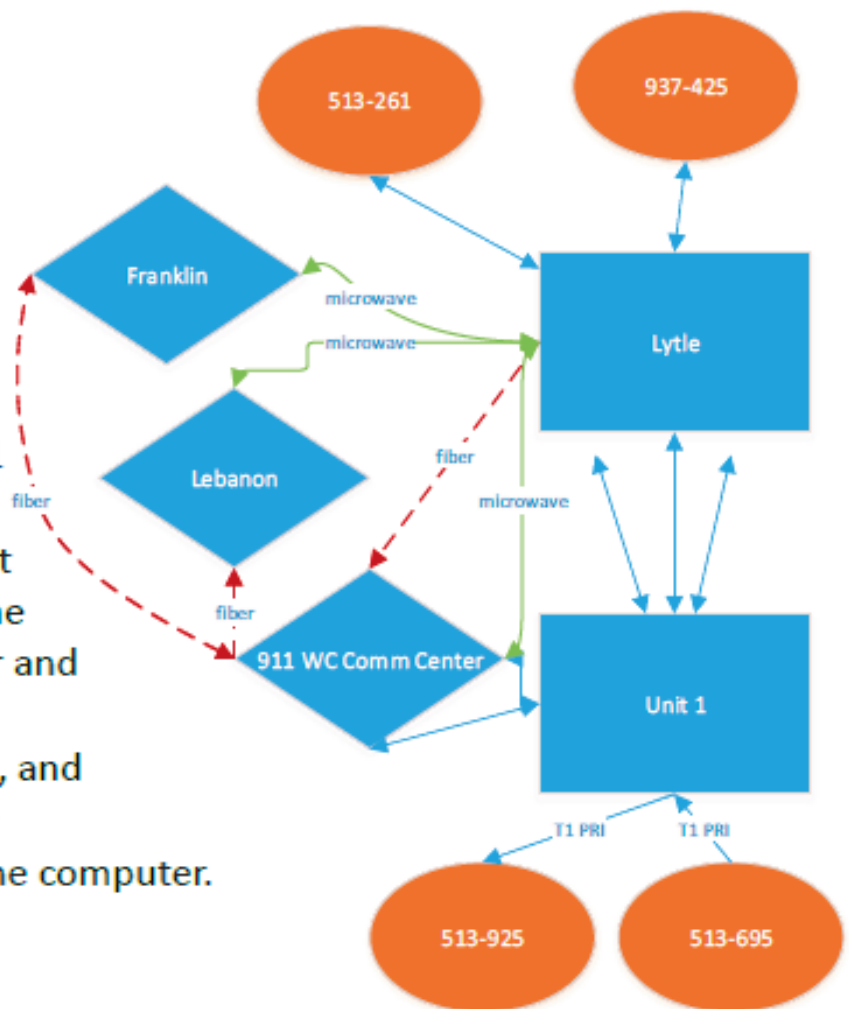 513-261
937-425
Franklin
microwave
microwave
Lytle
Lebanon
fiber
fiber
microwave
fiber
911 WC Comm Center
Unit 1
r and
, and
T1 PRI
T1 PRI
ne computer.
513-925
513-695